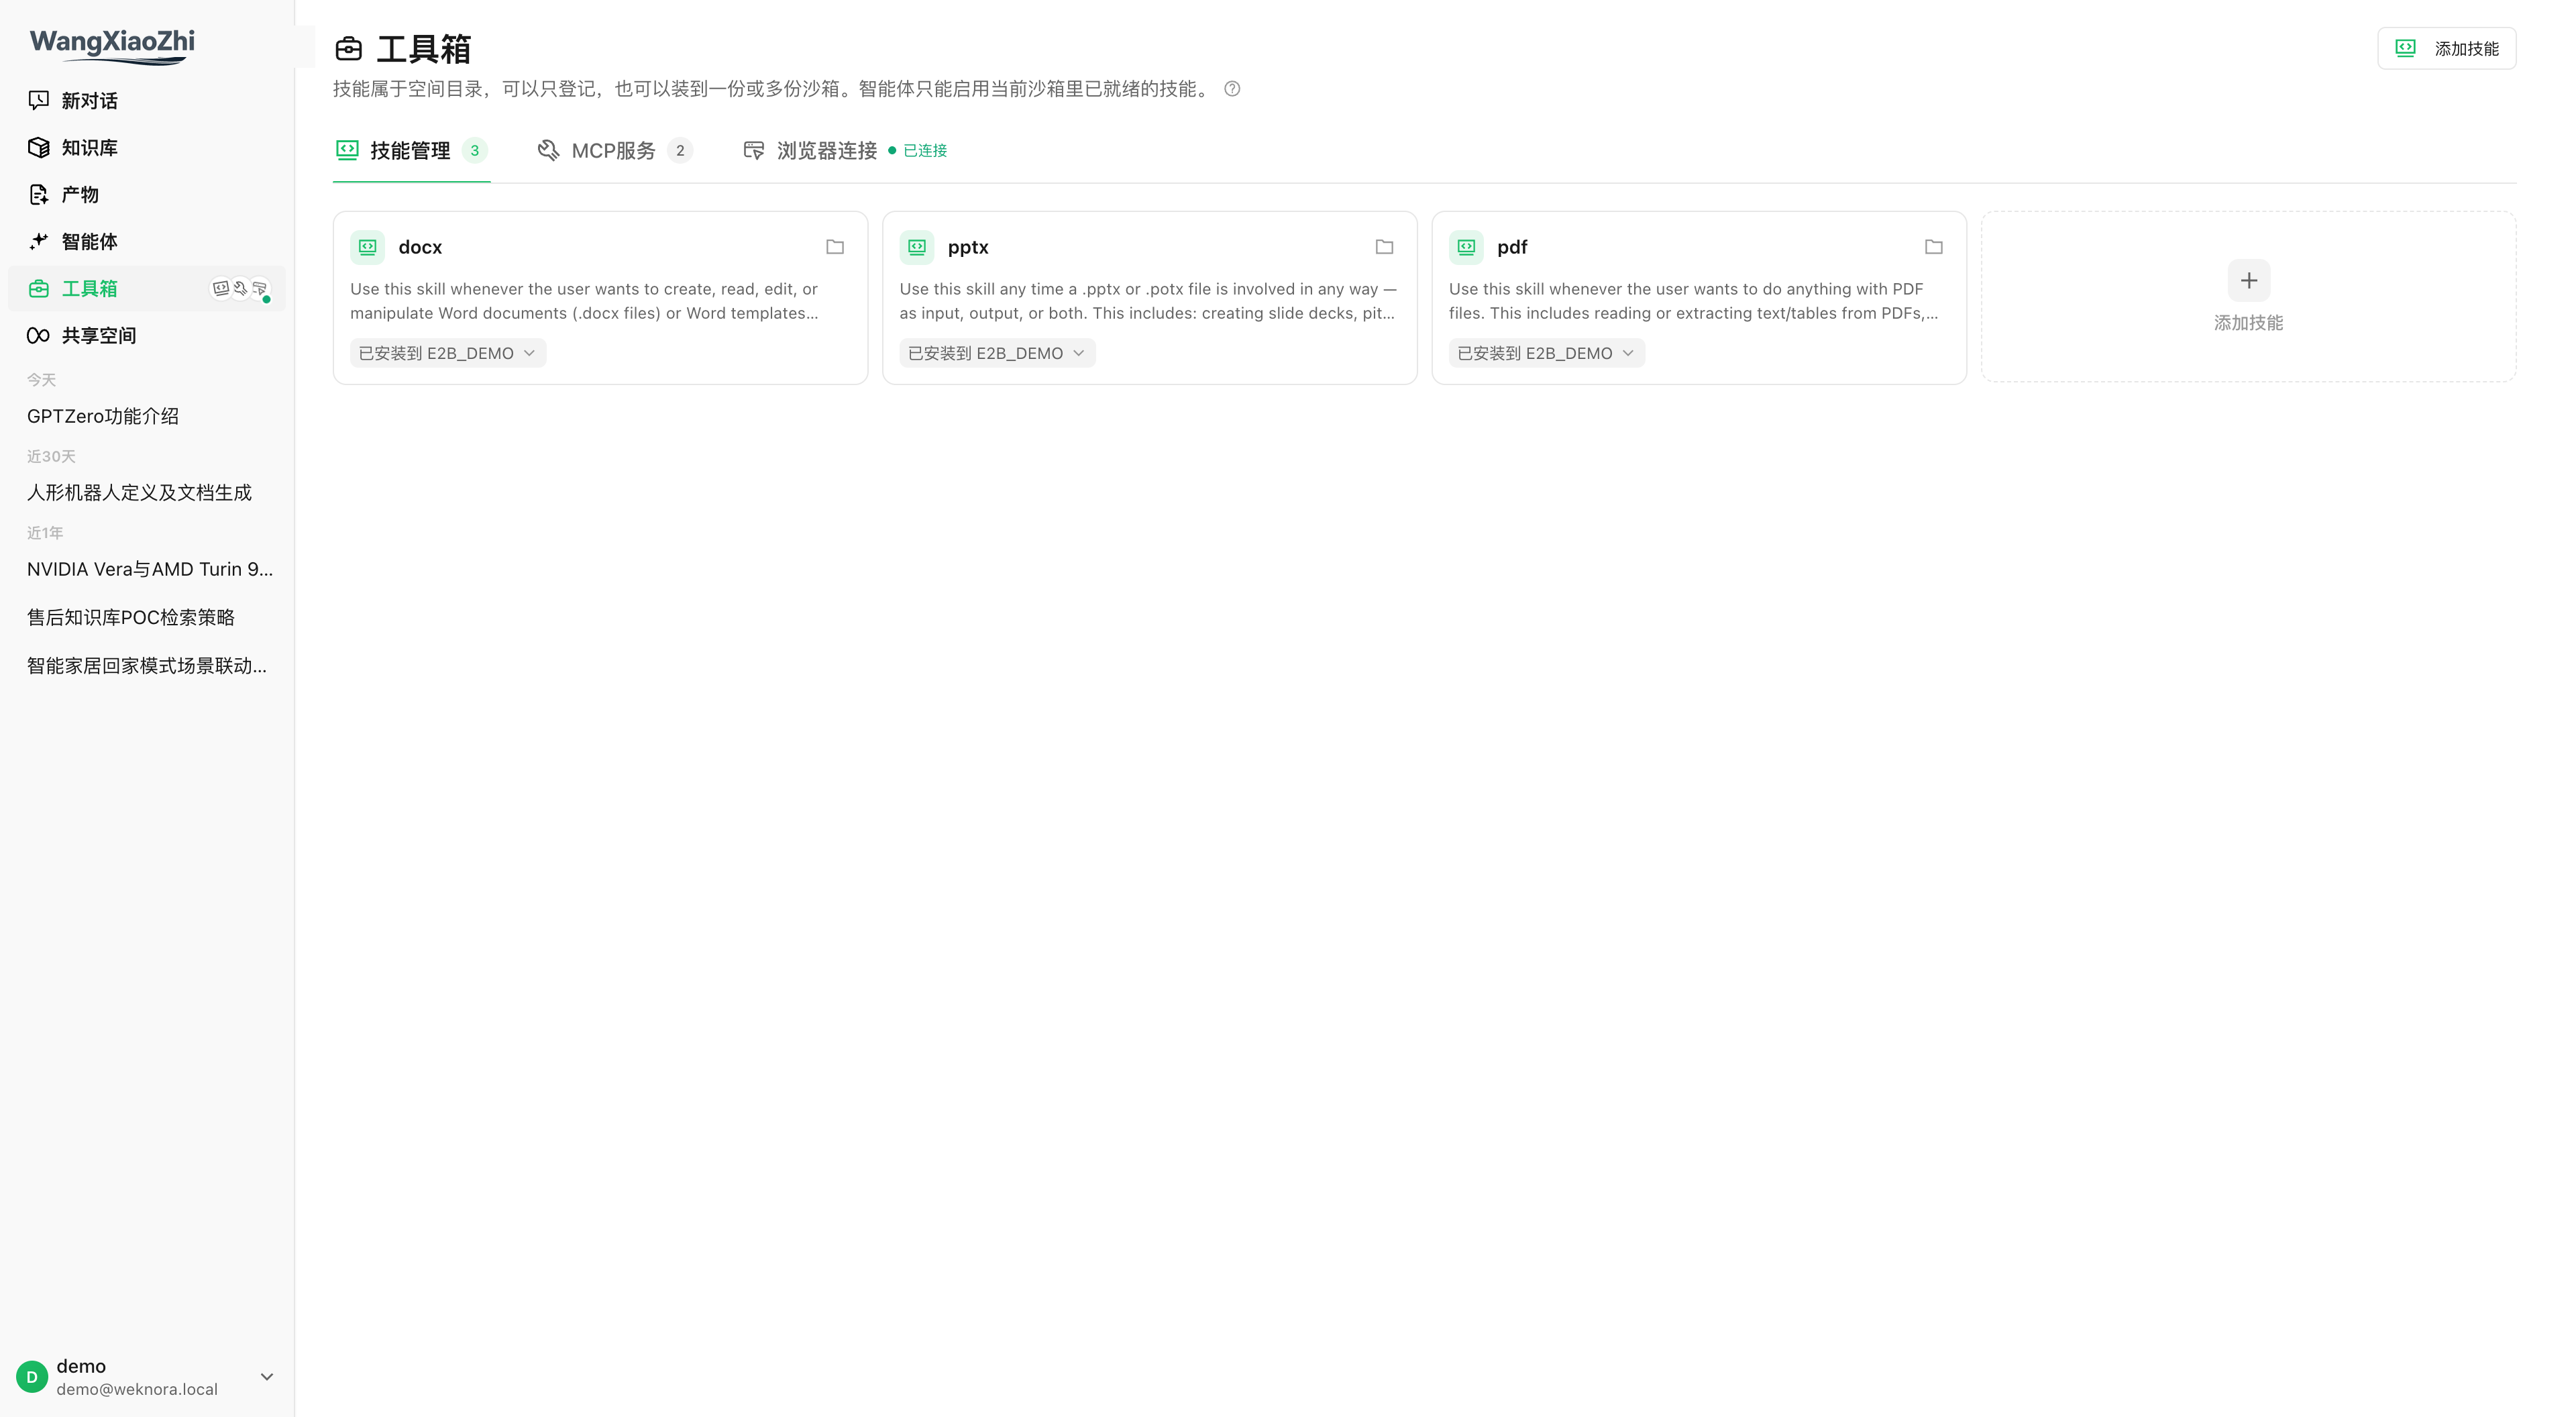 WangXiaoZhi
新对话
知识库
产物
智能体
工具箱
共享空间
今天
GPTZero功能介绍
近30天
人形机器人定义及文档生成
近1年
NVIDIA Vera与AMD Turin 9...
售后知识库POC检索策略
智能家居回家模式场景联动...
D
demo
demo@weknora.local
工具箱
添加技能
技能属于空间目录，可以只登记，也可以装到一份或多份沙箱。智能体只能启用当前沙箱里已就绪的技能。
技能管理 3
MCP服务 2
浏览器连接 已连接
docx
Use this skill whenever the user wants to create, read, edit, or
manipulate Word documents (.docx files) or Word templates...
已安装到 E2B_DEMO
pptx
Use this skill any time a .pptx or .potx file is involved in any way —
as input, output, or both. This includes: creating slide decks, pit...
已安装到 E2B_DEMO
pdf
Use this skill whenever the user wants to do anything with PDF
files. This includes reading or extracting text/tables from PDFs,...
已安装到 E2B_DEMO
添加技能